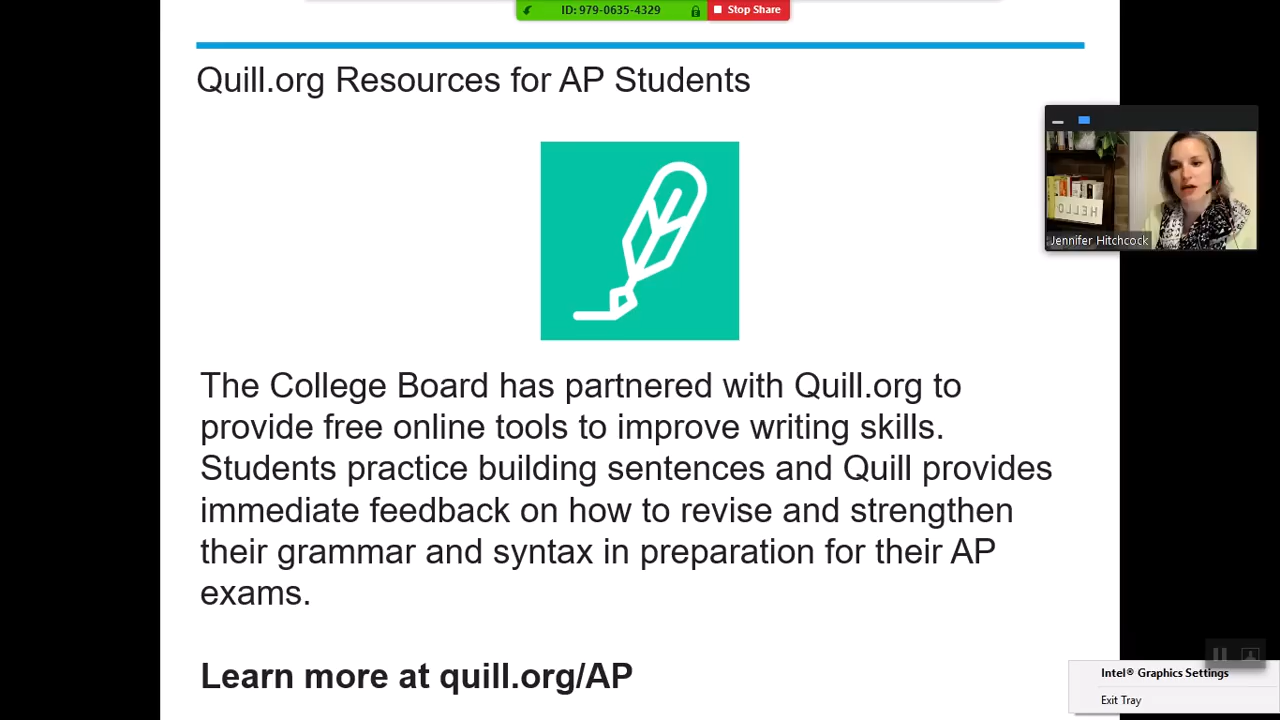 ID: 979-0635-4329
Stop Share
Quill.org Resources for AP Students
HELLO
Jennifer Hitchcock
The College Board has partnered with Quill.org to
provide free online tools to improve writing skills.
Students practice building sentences and Quill provides
immediate feedback on how to revise and strengthen
their grammar and syntax in preparation for their AP
exams.
Learn more at quill.org/AP
Intel® Graphics Settings
Exit Tray